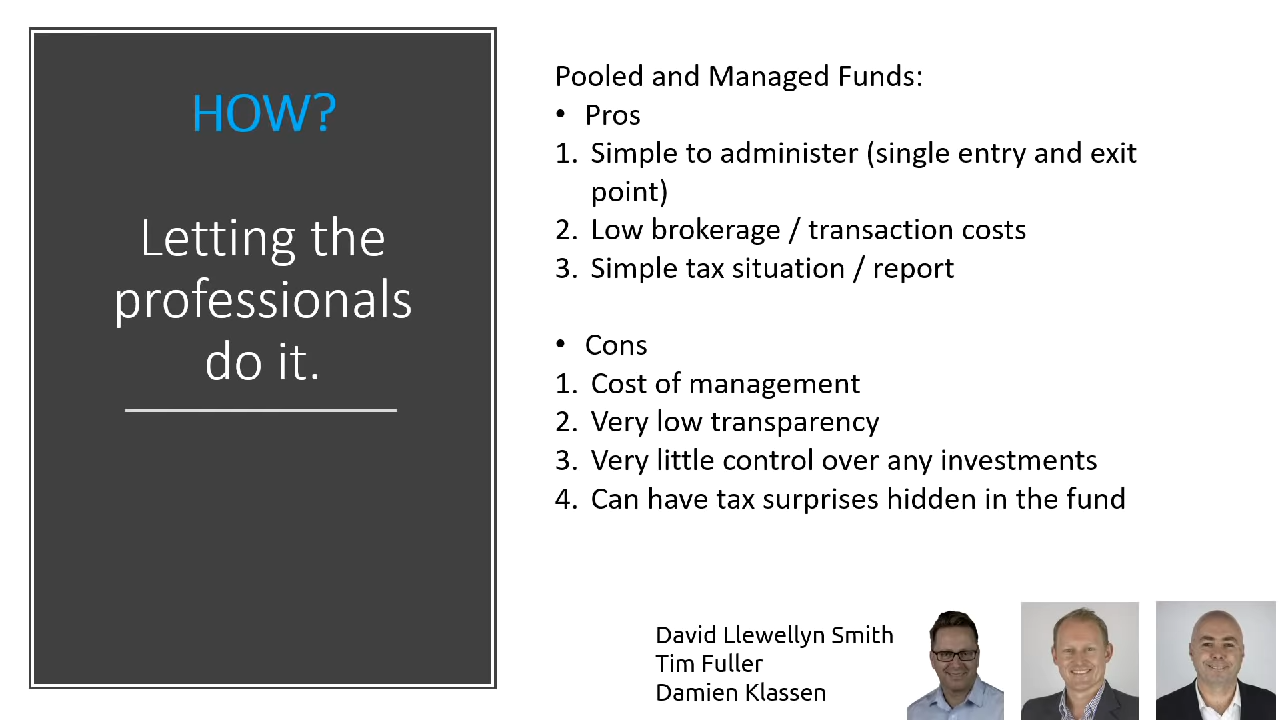 HOW?
Letting the
professionals
do it.
Pooled and Managed Funds:
• Pros
1. Simple to administer (single entry and exit
point)
2. Low brokerage / transaction costs
3. Simple tax situation / report
• Cons
1. Cost of management
2. Very low transparency
3. Very little control over any investments
4. Can have tax surprises hidden in the fund
David Llewellyn Smith
Tim Fuller
Damien Klassen